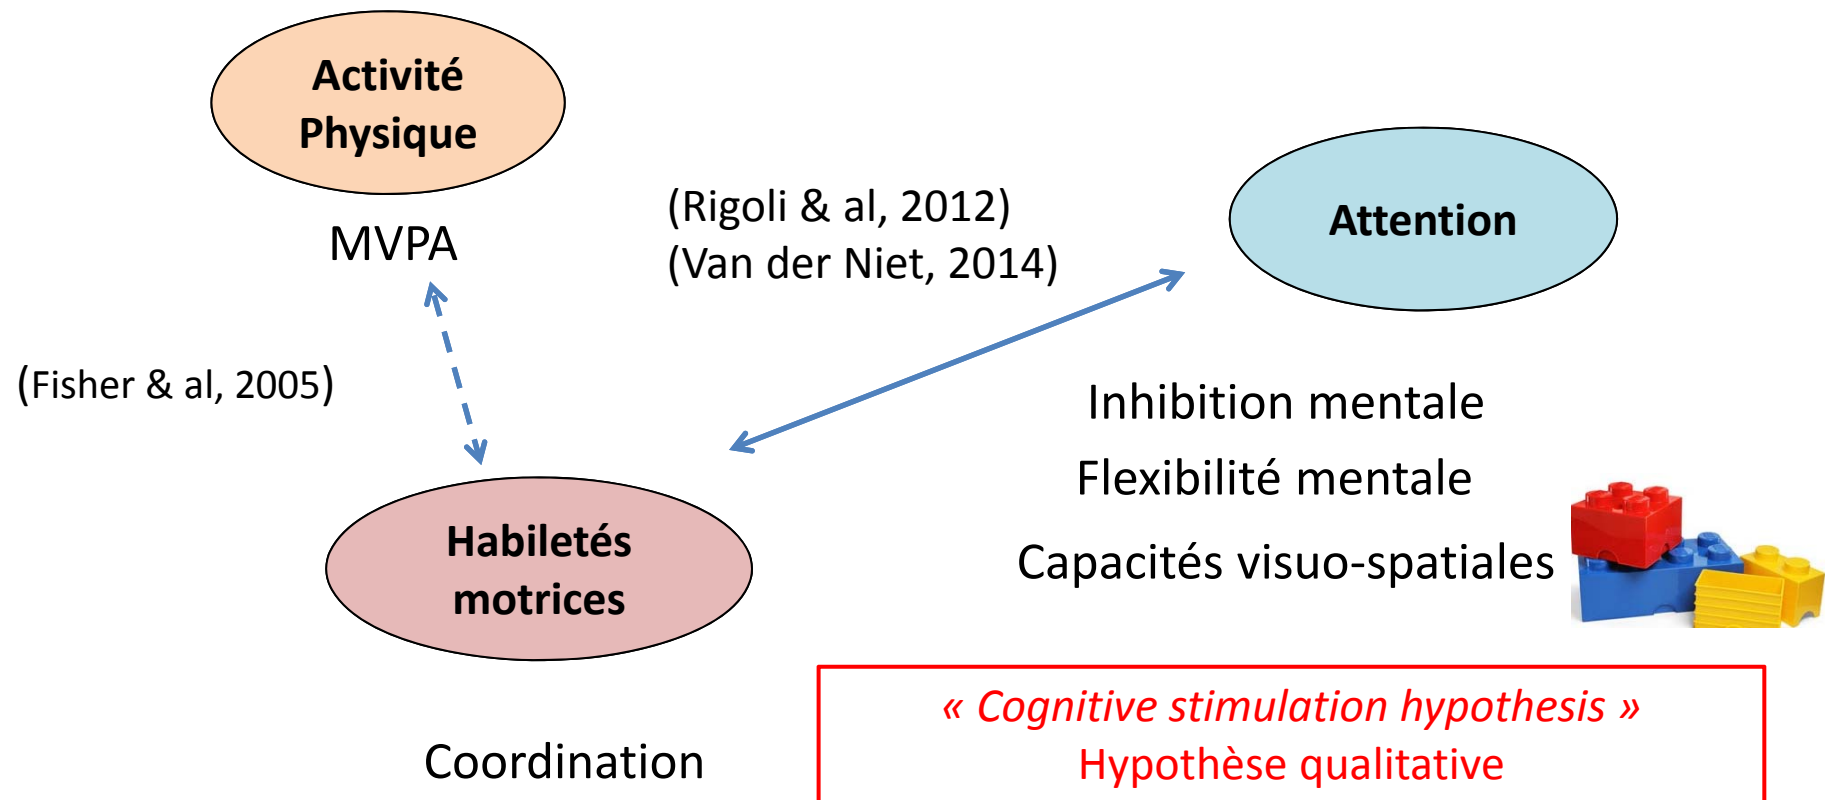 Activité
Physique
MVPA
(Rigoli & al, 2012)
(Van der Niet, 2014)
Attention
(Fisher & al, 2005)
Inhibition mentale
Flexibilité mentale
Capacités visuo-spatiales
Habiletés
motrices
Coordination
« Cognitive stimulation hypothesis »
Hypothèse qualitative